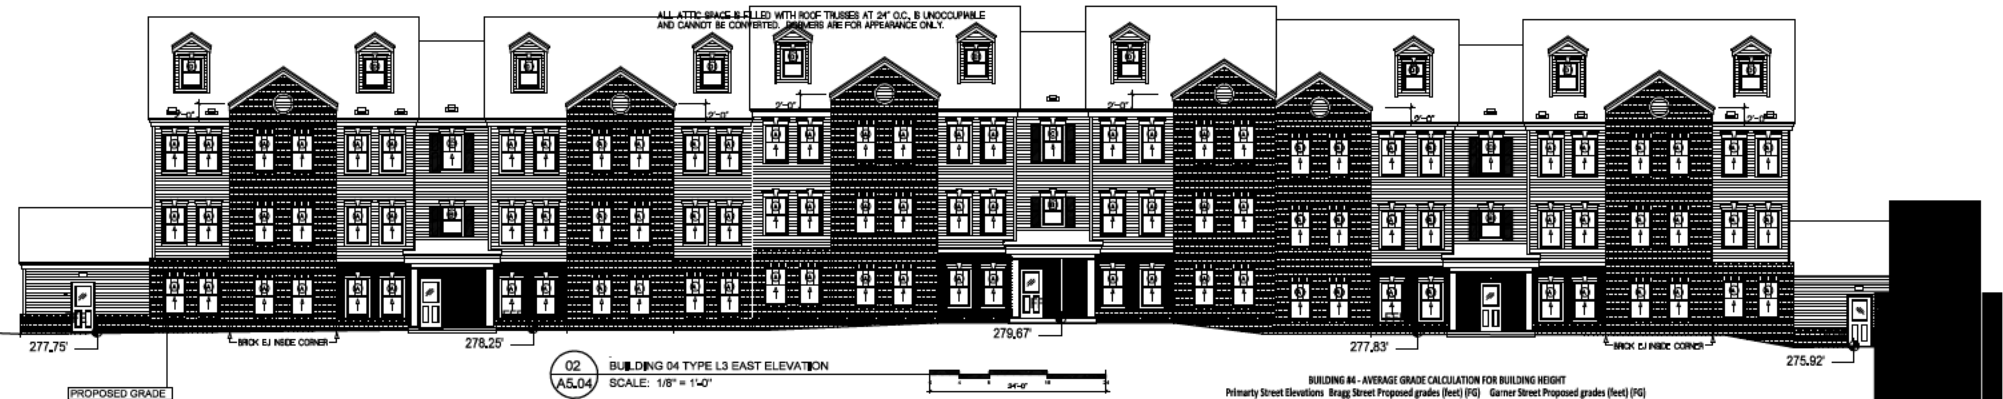 ALL ATTIC SPACE IS FILLED WITH ROOF TRUSSES AT 24" O.C., IS UNOCCUPIABLE
AND CANNOT BE CONVERTED. DORMERS ARE FOR APPEARANCE ONLY.
2'-0"
2'-0"
2'-0"
2'-0"
2'-0"
2'-0"
277.75'
BRICK EJ INSIDE CORNER
278.25'
279.67'
277.83'
BRICK EJ INSIDE CORNER
275.92'
02
A5.04
BUILDING 04 TYPE L3 EAST ELEVATION
SCALE: 1/8" = 1'-0"
24'-0"
PROPOSED GRADE
BUILDING #4 - AVERAGE GRADE CALCULATION FOR BUILDING HEIGHT
Primarty Street Elevations Bragg Street Proposed grades (feet) (FG) Garner Street Proposed grades (feet) (FG)